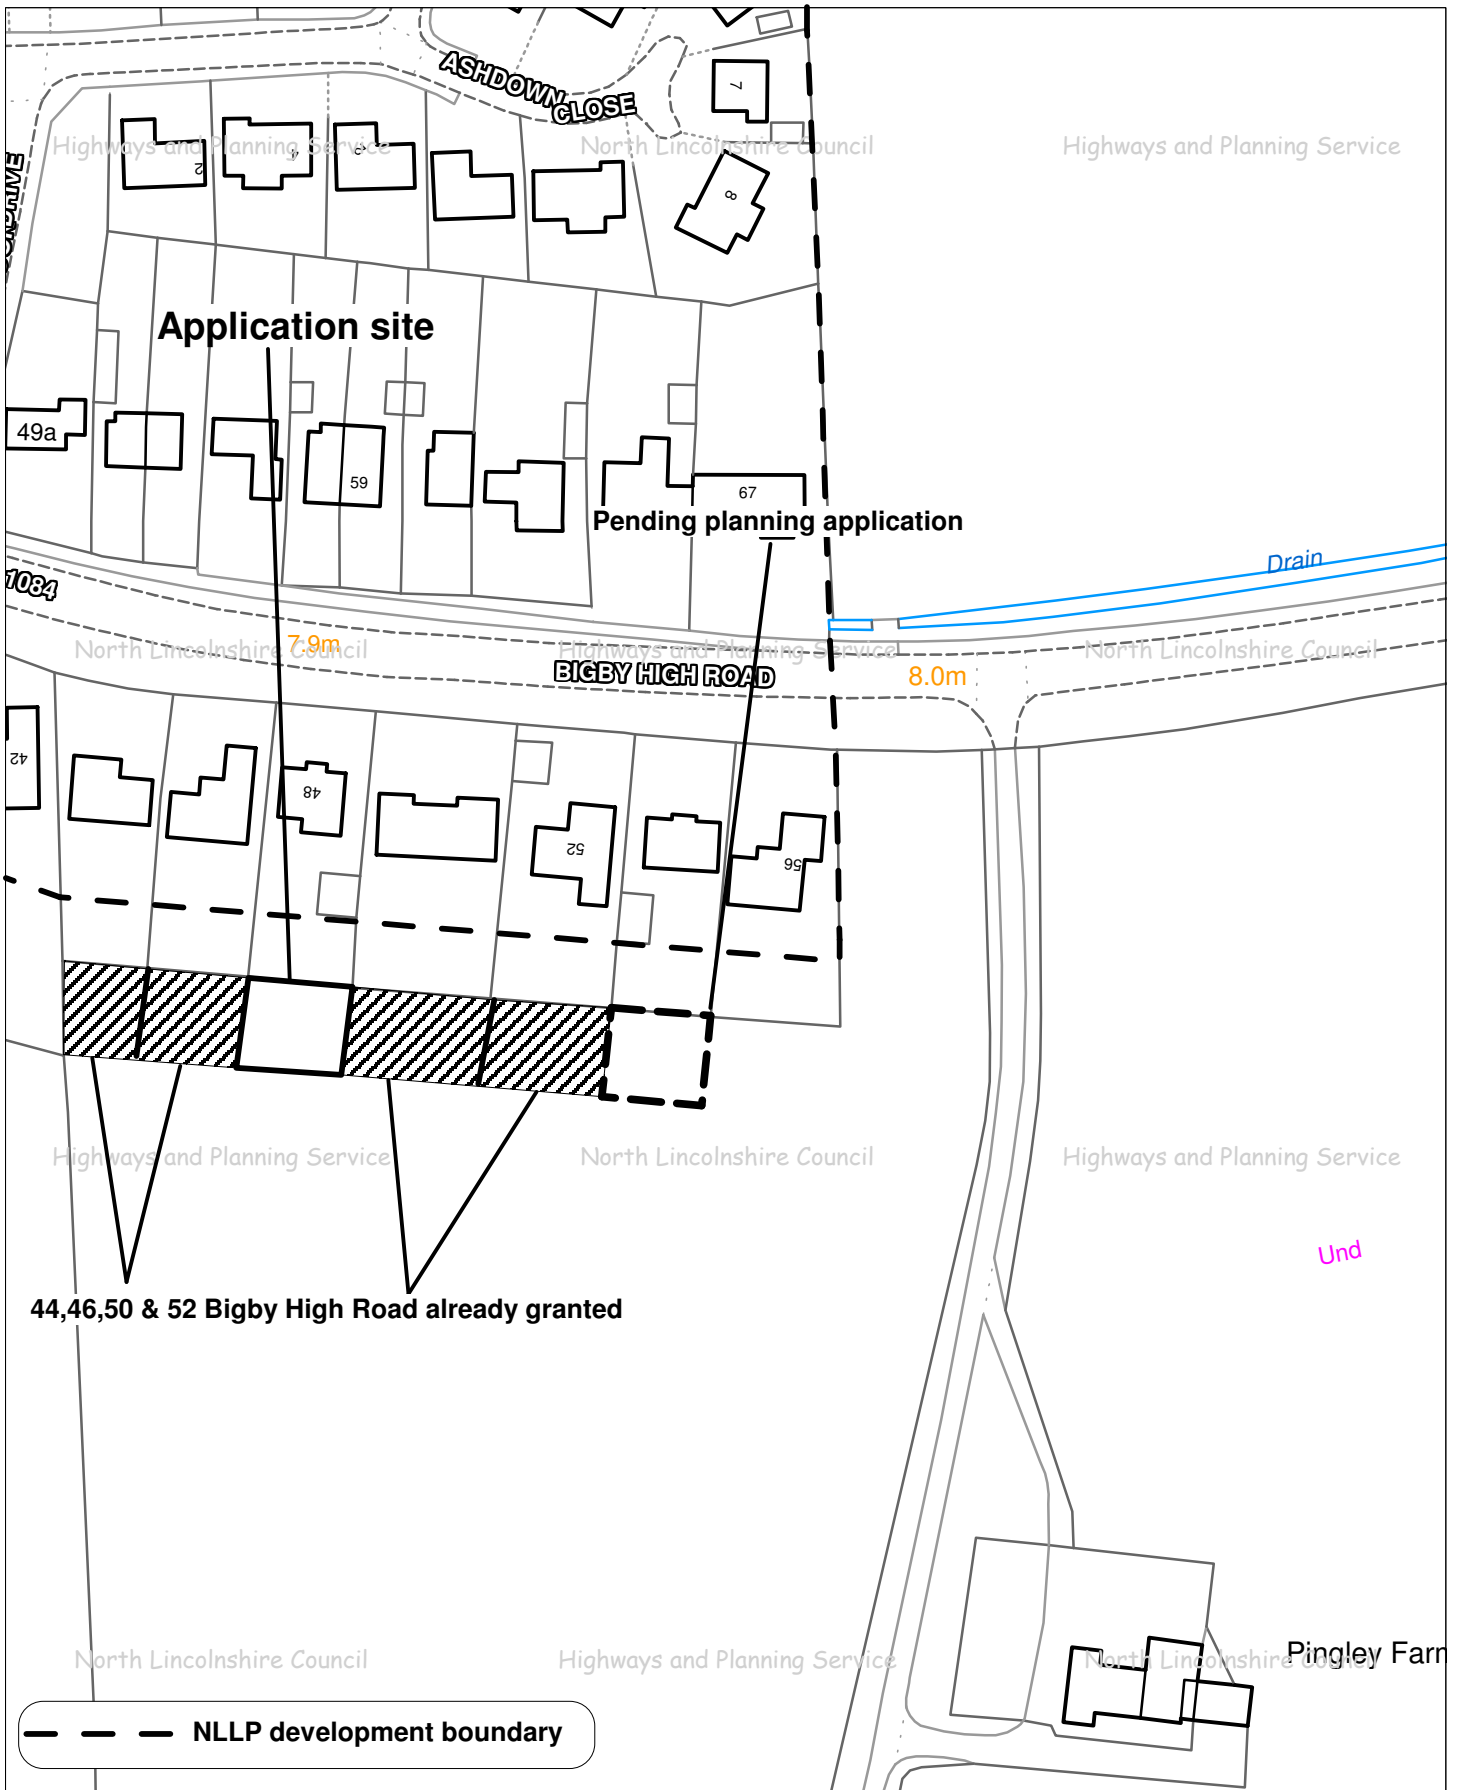 ASHDOWN CLOSE
7
Highways and Planning Service
North Lincolnshire Council
Highways and Planning Service
2
4
8
DRIVE
Application site
49a
59
67
Pending planning application
Drain
1084
7.9m
North Lincolnshire Council
Highways and Planning Service
North Lincolnshire Council
BIGBY HIGH ROAD
8.0m
42
48
52
56
Highways and Planning Service
North Lincolnshire Council
Highways and Planning Service
Und
44,46,50 & 52 Bigby High Road already granted
North Lincolnshire Council
Highways and Planning Service
North Lincolnshire Council
Pingley Farm
NLLP development boundary